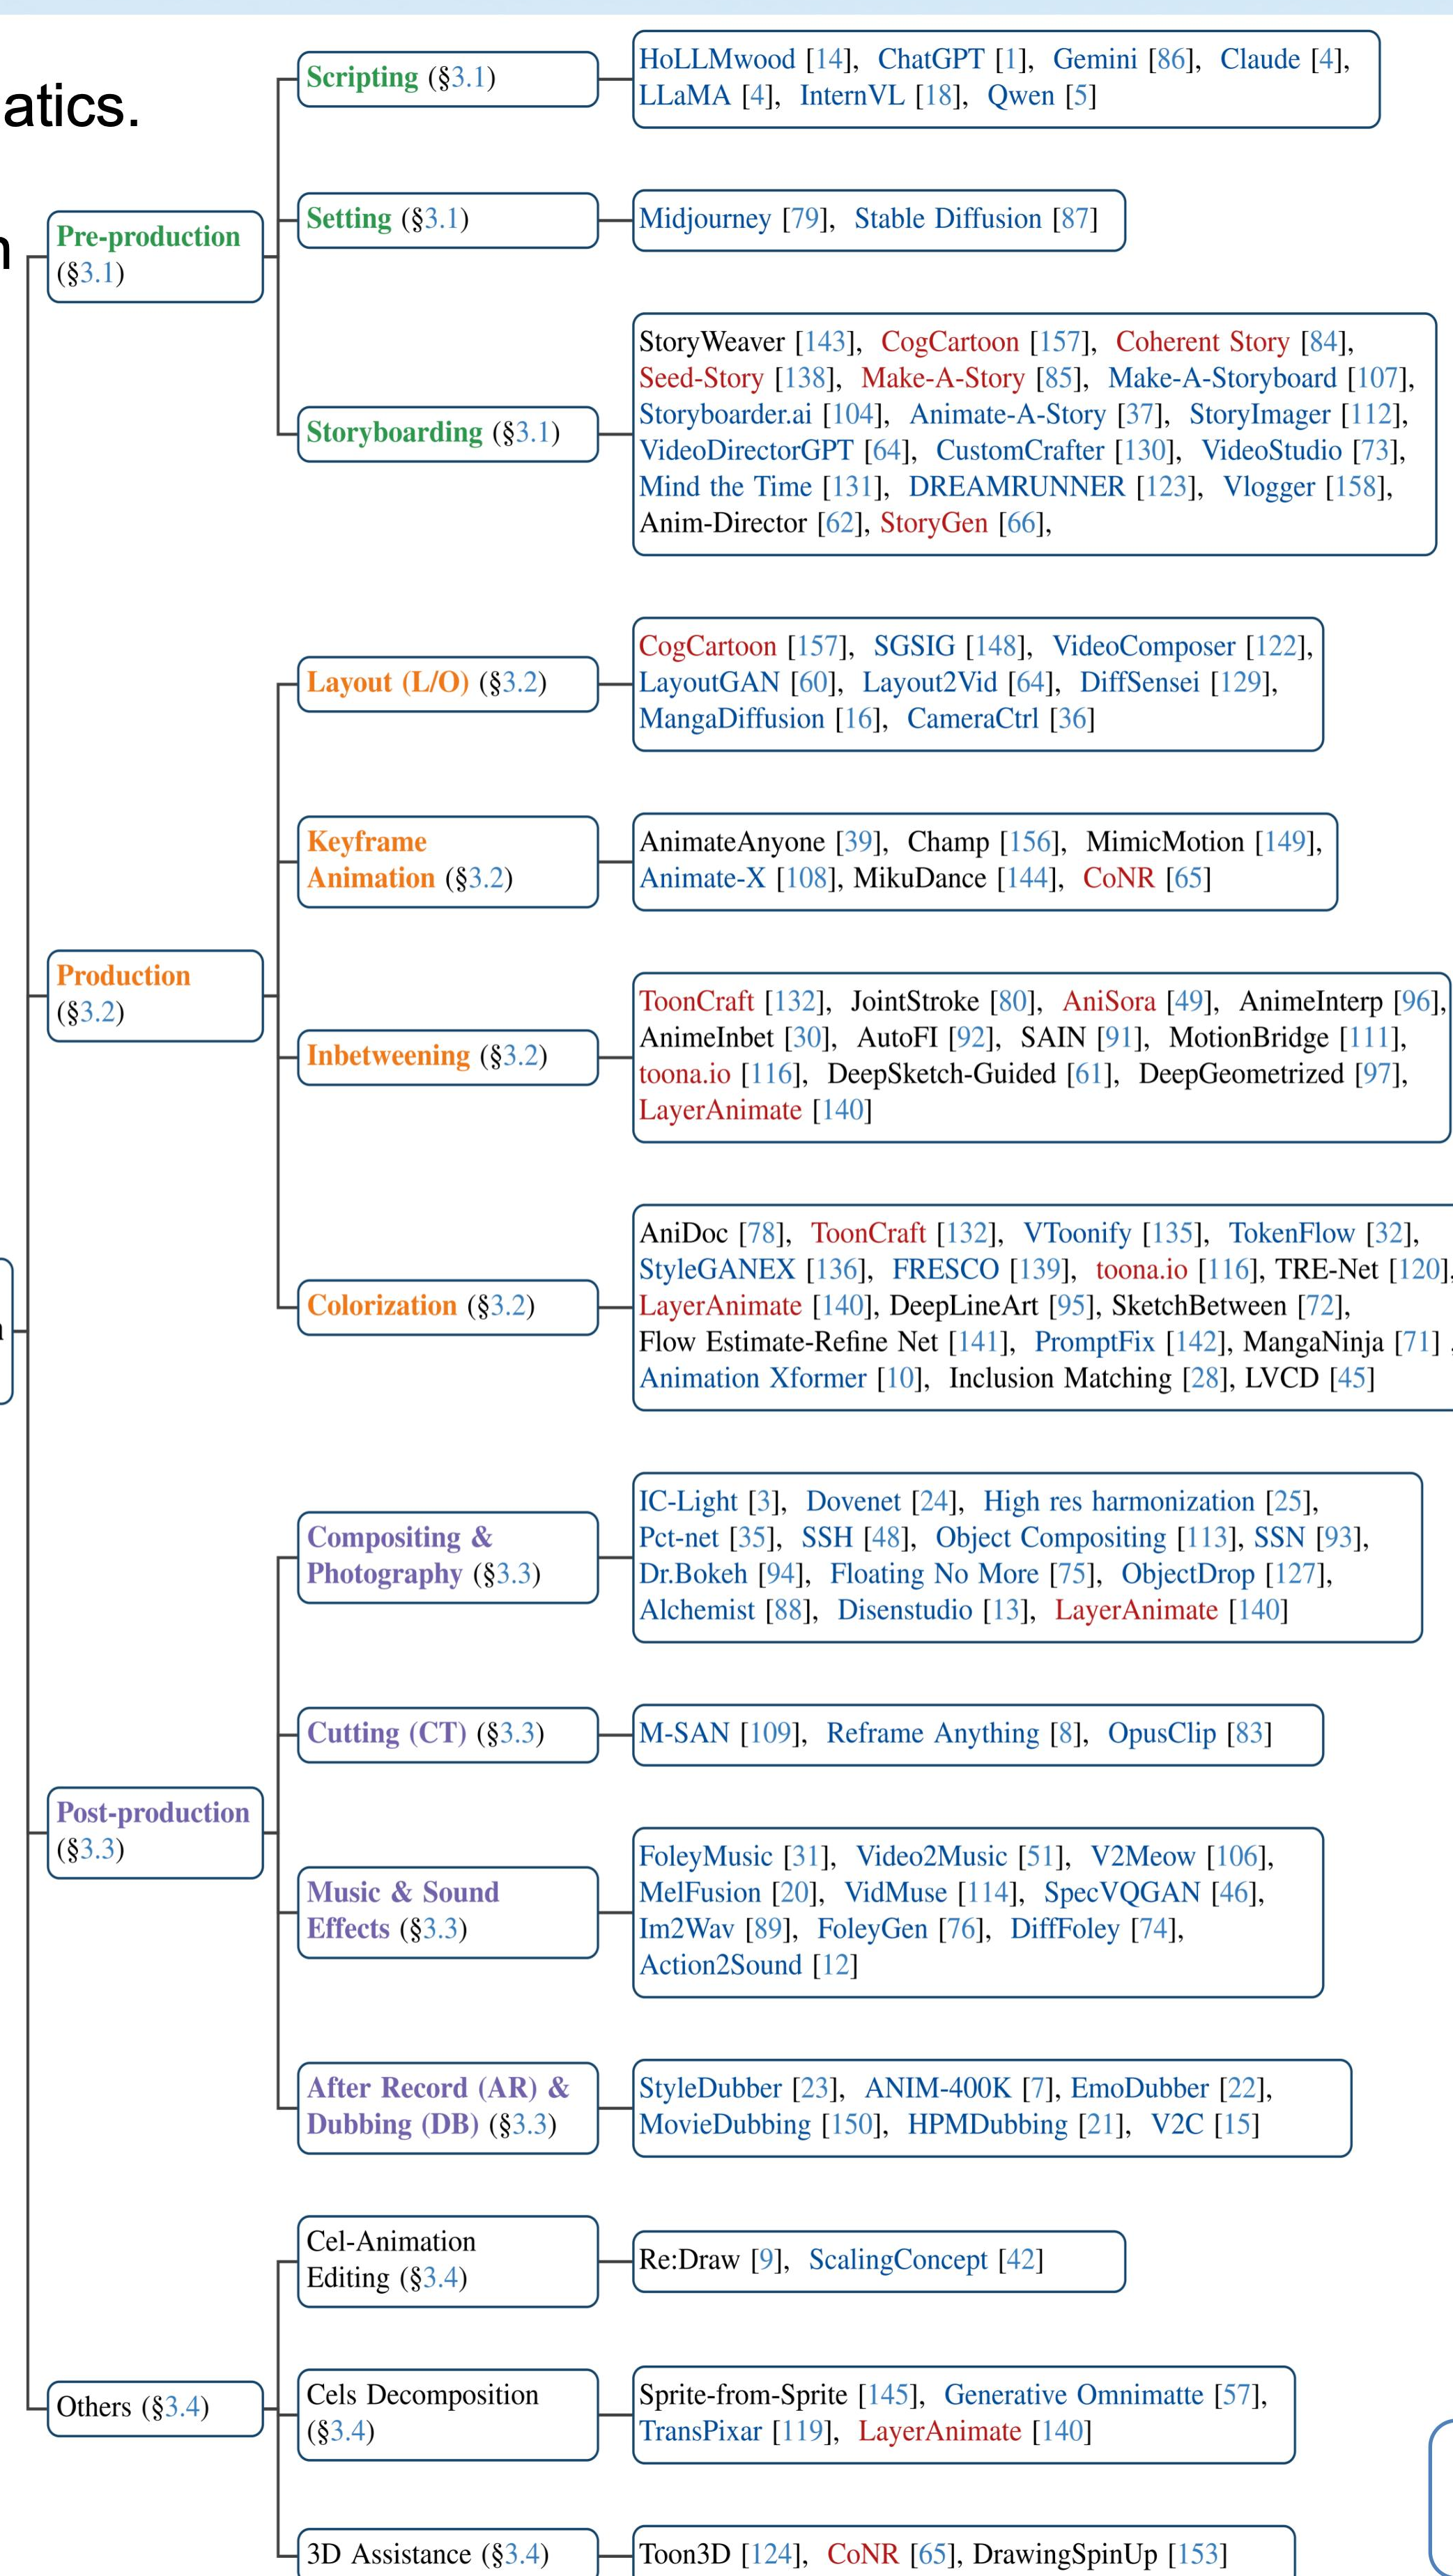 atics.
Pre-production
(§3.1)
Scripting (§3.1)
HoLLMwood [14], ChatGPT [1], Gemini [86], Claude [4],
LLaMA [4], InternVL [18], Qwen [5]
Setting (§3.1)
Midjourney [79], Stable Diffusion [87]
Storyboarding (§3.1)
StoryWeaver [143], CogCartoon [157], Coherent Story [84],
Seed-Story [138], Make-A-Story [85], Make-A-Storyboard [107],
Storyboarder.ai [104], Animate-A-Story [37], StoryImager [112],
VideoDirectorGPT [64], CustomCrafter [130], VideoStudio [73],
Mind the Time [131], DREAMRUNNER [123], Vlogger [158],
Anim-Director [62], StoryGen [66],
Production
(§3.2)
Layout (L/O) (§3.2)
CogCartoon [157], SGSIG [148], VideoComposer [122],
LayoutGAN [60], Layout2Vid [64], DiffSensei [129],
MangaDiffusion [16], CameraCtrl [36]
Keyframe
Animation (§3.2)
AnimateAnyone [39], Champ [156], MimicMotion [149],
Animate-X [108], MikuDance [144], CoNR [65]
Inbetweening (§3.2)
ToonCraft [132], JointStroke [80], AniSora [49], AnimeInterp [96],
AnimeInbet [30], AutoFI [92], SAIN [91], MotionBridge [111],
toona.io [116], DeepSketch-Guided [61], DeepGeometrized [97],
LayerAnimate [140]
Colorization (§3.2)
AniDoc [78], ToonCraft [132], VToonify [135], TokenFlow [32],
StyleGANEX [136], FRESCO [139], toona.io [116], TRE-Net [120],
LayerAnimate [140], DeepLineArt [95], SketchBetween [72],
Flow Estimate-Refine Net [141], PromptFix [142], MangaNinja [71] ,
Animation Xformer [10], Inclusion Matching [28], LVCD [45]
Post-production
(§3.3)
Compositing &
Photography (§3.3)
IC-Light [3], Dovenet [24], High res harmonization [25],
Pct-net [35], SSH [48], Object Compositing [113], SSN [93],
Dr.Bokeh [94], Floating No More [75], ObjectDrop [127],
Alchemist [88], Disenstudio [13], LayerAnimate [140]
Cutting (CT) (§3.3)
M-SAN [109], Reframe Anything [8], OpusClip [83]
Music & Sound
Effects (§3.3)
FoleyMusic [31], Video2Music [51], V2Meow [106],
MelFusion [20], VidMuse [114], SpecVQGAN [46],
Im2Wav [89], FoleyGen [76], DiffFoley [74],
Action2Sound [12]
After Record (AR) &
Dubbing (DB) (§3.3)
StyleDubber [23], ANIM-400K [7], EmoDubber [22],
MovieDubbing [150], HPMDubbing [21], V2C [15]
Others (§3.4)
Cel-Animation
Editing (§3.4)
Re:Draw [9], ScalingConcept [42]
Cels Decomposition
(§3.4)
Sprite-from-Sprite [145], Generative Omnimatte [57],
TransPixar [119], LayerAnimate [140]
3D Assistance (§3.4)
Toon3D [124], CoNR [65], DrawingSpinUp [153]